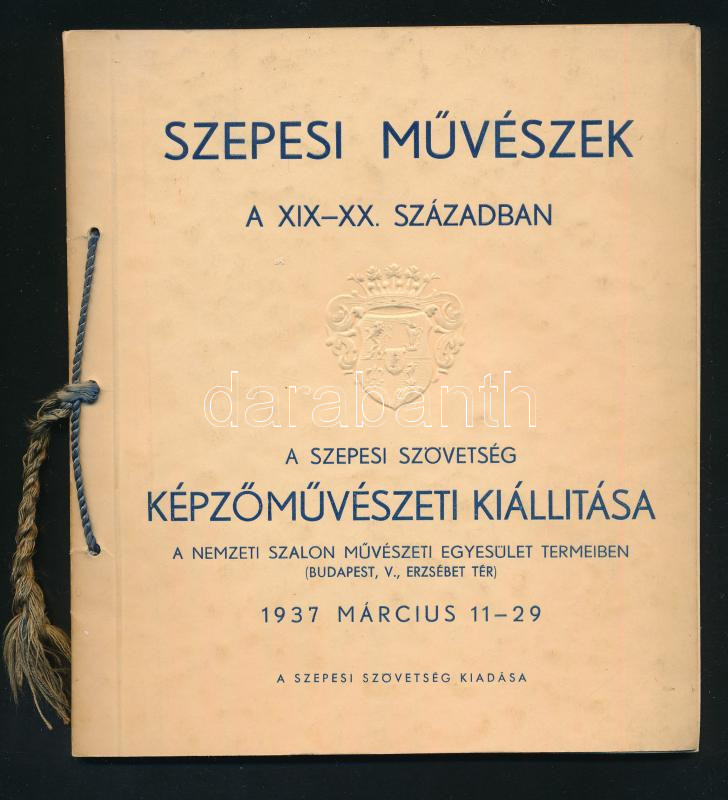 SZEPESI MŰVÉSZEK
A XIX–XX. SZÁZADBAN
darabanth
A SZEPESI SZÖVETSÉG
KÉPZŐMŰVÉSZETI KIÁLLITÁSA
A NEMZETI SZALON MŰVÉSZETI EGYESÜLET TERMEIBEN
(BUDAPEST, V., ERZSÉBET TÉR)
1937 MÁRCIUS 11–29
A SZEPESI SZÖVETSÉG KIADÁSA